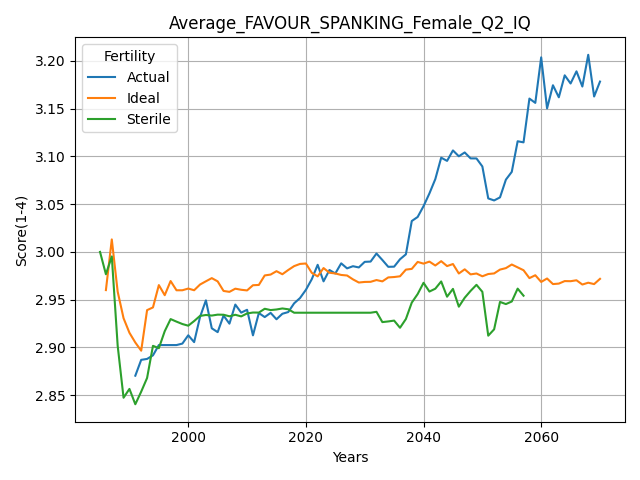 Average_FAVOUR_SPANKING_Female_Q2_IQ
Fertility
Actual
Ideal
Sterile
Score(1-4)
3.20
3.15
3.10
3.05
3.00
2.95
2.90
2.85
2000 2020 2040 2060
Years